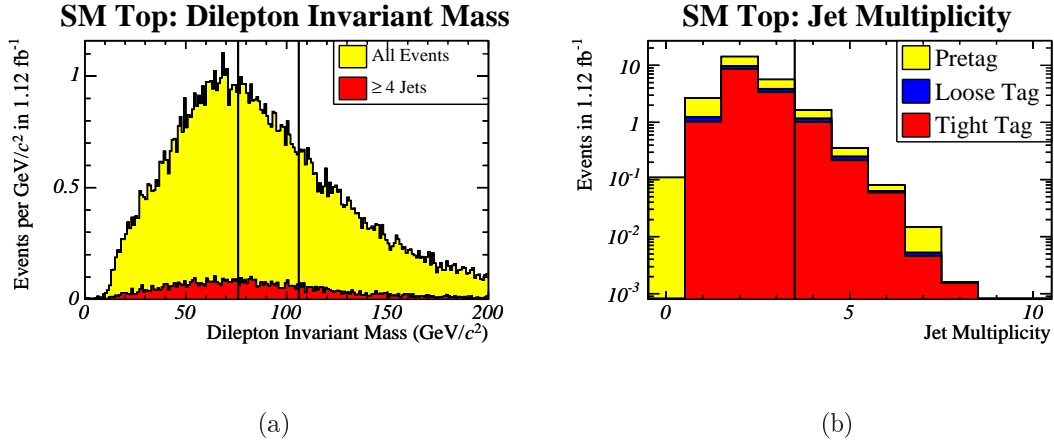 SM Top: Dilepton Invariant Mass
Events per GeV/c² in 1.12 fb⁻¹
1
0.5
0
All Events
≥ 4 Jets
0
50
100
150
200
Dilepton Invariant Mass (GeV/c²)
(a)
SM Top: Jet Multiplicity
Events in 1.12 fb⁻¹
10
1
10⁻¹
10⁻²
10⁻³
Pretag
Loose Tag
Tight Tag
0
5
10
Jet Multiplicity
(b)